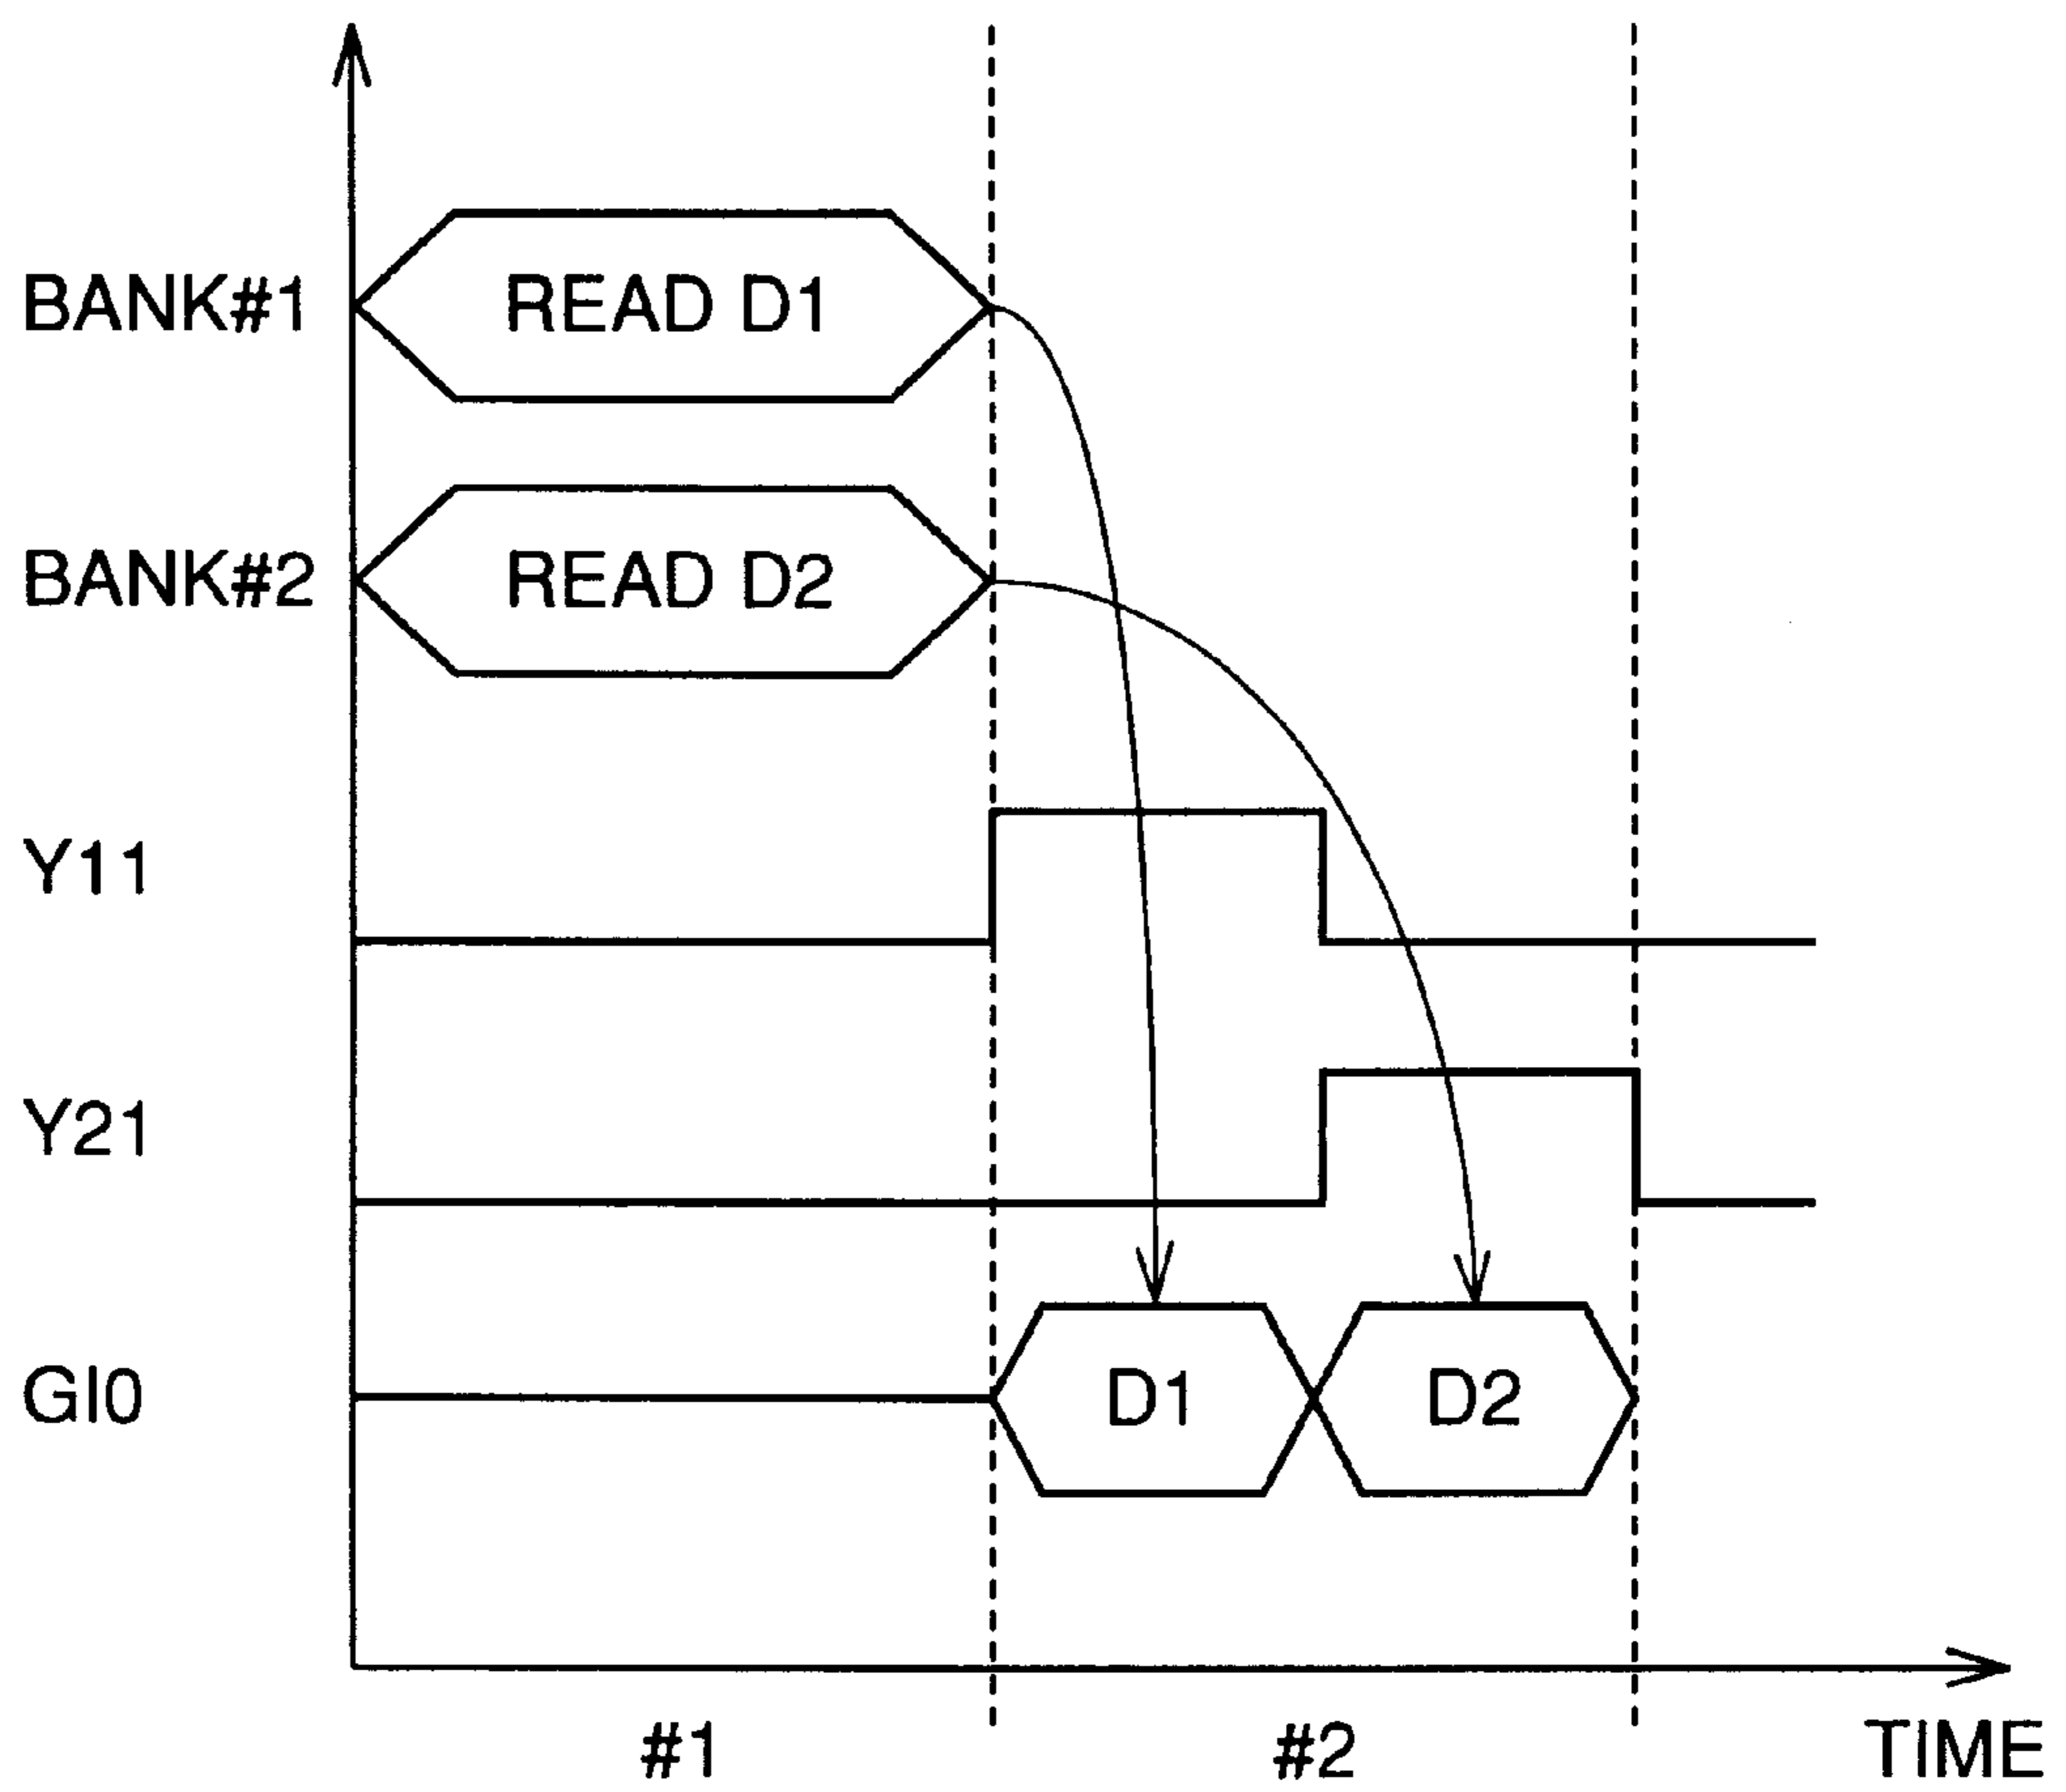 BANK#1 READ D1
BANK#2 READ D2
Y11
Y21
GI0 D1 D2
#1 #2 TIME